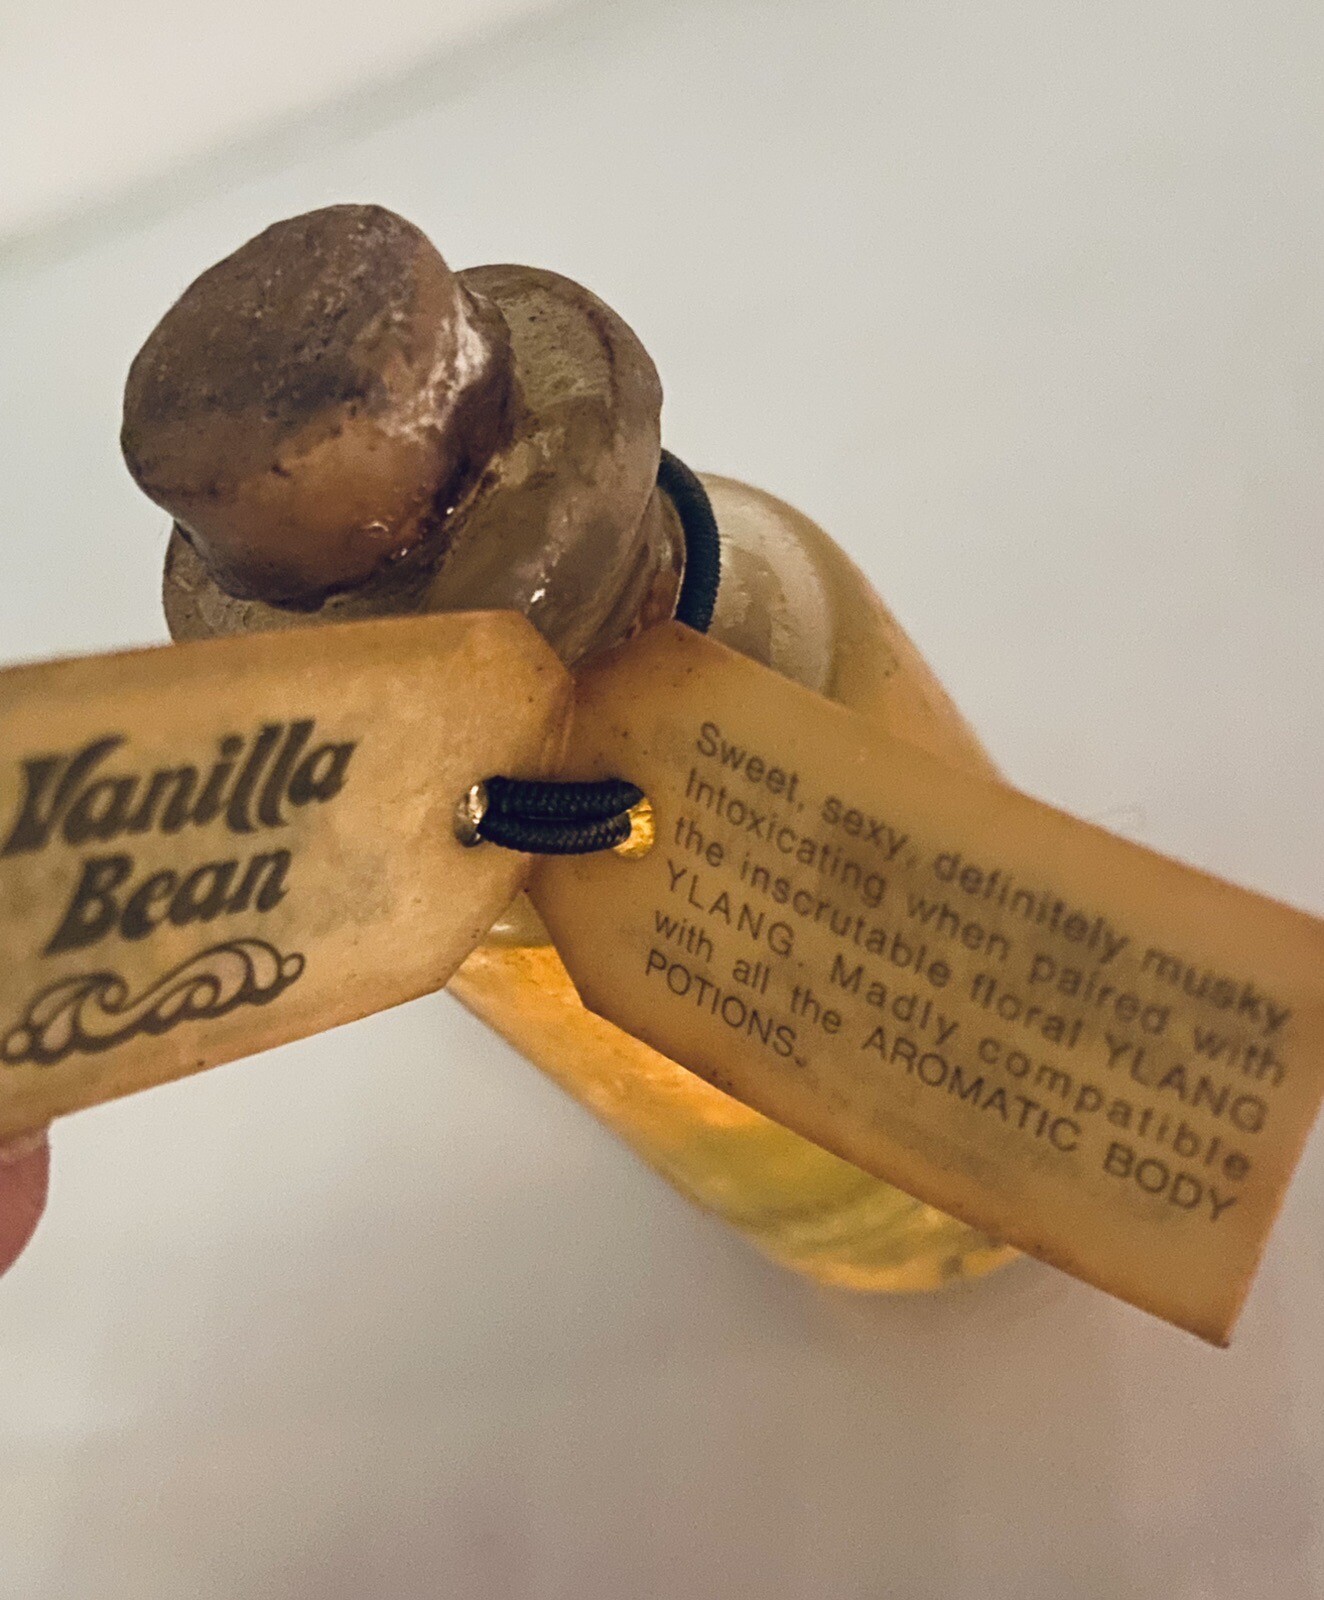 Vanilla
Bean
Sweet, sexy, definitely musky
Intoxicating when paired with
the inscrutable floral YLANG
YLANG. Madly compatible
with all the AROMATIC BODY
POTIONS.